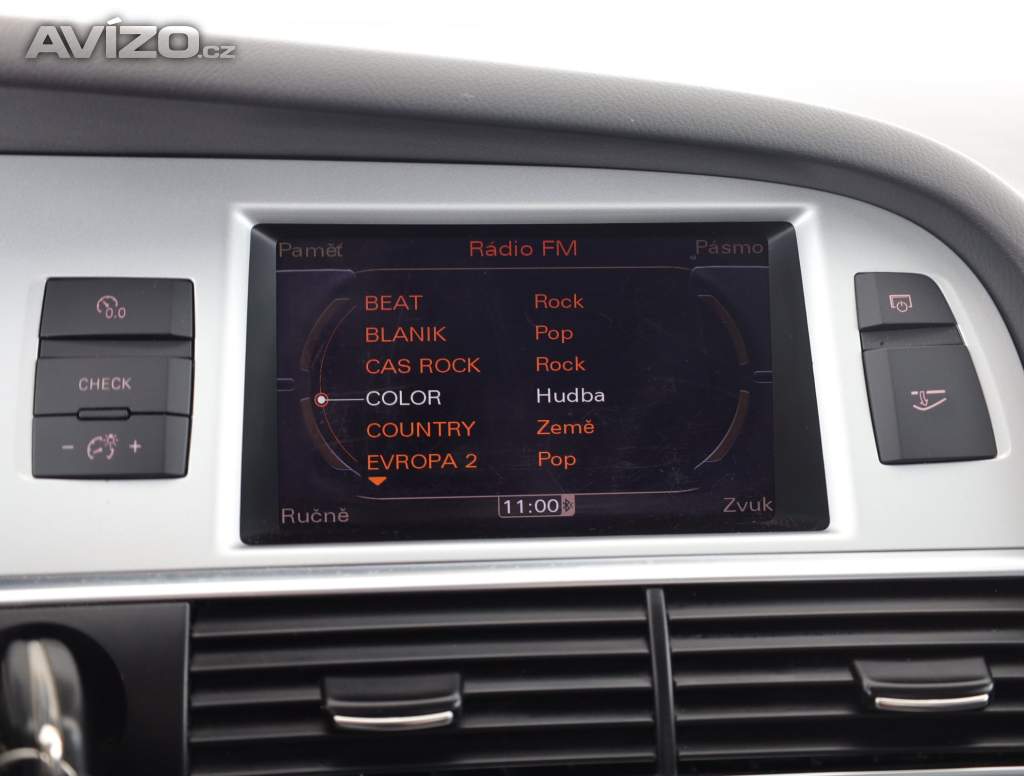 AVÍZO.cz
Paměť Rádio FM Pásmo
BEAT Rock
BLANIK Pop
CAS ROCK Rock
COLOR Hudba
COUNTRY Země
EVROPA 2 Pop
Ručně 11:00 Zvuk
0.0
CHECK
- +